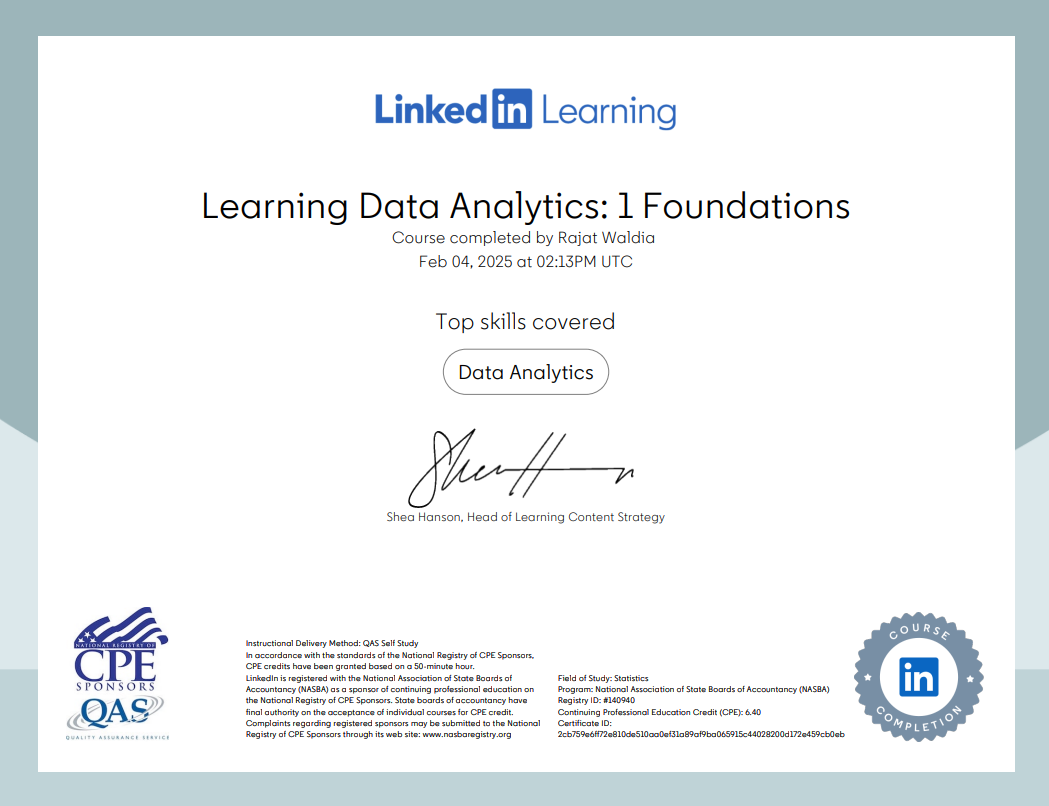 Linked in Learning
Learning Data Analytics: 1 Foundations
Course completed by Rajat Waldia
Feb 04, 2025 at 02:13PM UTC
Top skills covered
Data Analytics
Shea Hanson, Head of Learning Content Strategy
NATIONAL REGISTRY OF
CPE
SPONSORS
QAS
QUALITY ASSURANCE SERVICE
Instructional Delivery Method: QAS Self Study
In accordance with the standards of the National Registry of CPE Sponsors,
CPE credits have been granted based on a 50-minute hour.
LinkedIn is registered with the National Association of State Boards of
Accountancy (NASBA) as a sponsor of continuing professional education on
the National Registry of CPE Sponsors. State boards of accountancy have
final authority on the acceptance of individual courses for CPE credit.
Complaints regarding registered sponsors may be submitted to the National
Registry of CPE Sponsors through its web site: www.nasbaregistry.org
Field of Study: Statistics
Program: National Association of State Boards of Accountancy (NASBA)
Registry ID: #140940
Continuing Professional Education Credit (CPE): 6.40
Certificate ID:
2cb759e6ff72e810de510aa0ef31a89af9ba065915c44028200d172e459cb0eb
COURSE
in
COMPLETION